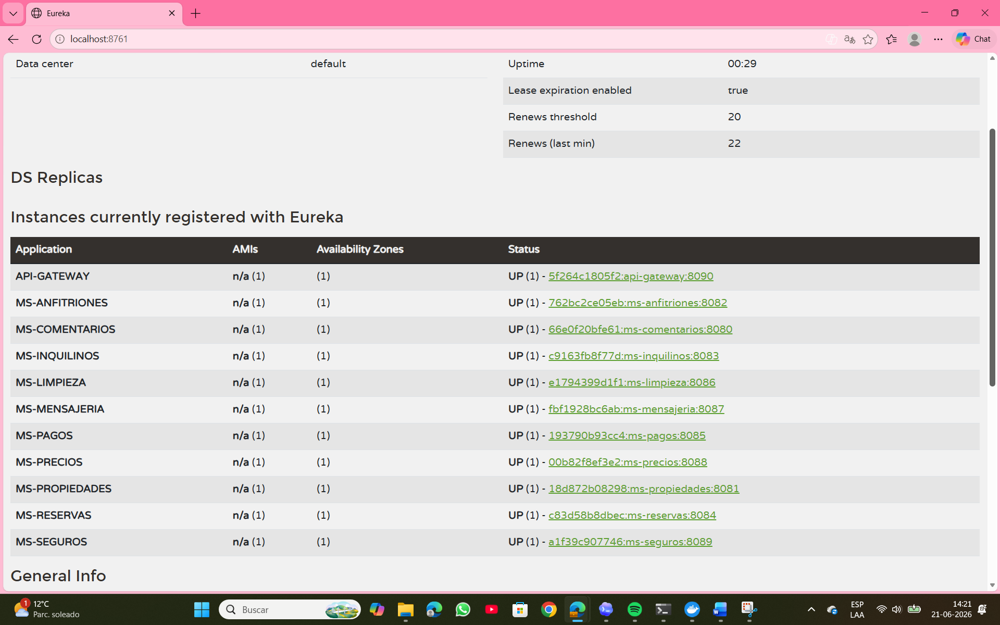 Eureka
localhost:8761
Chat
Data center default
Uptime 00:29
Lease expiration enabled true
Renews threshold 20
Renews (last min) 22
DS Replicas
Instances currently registered with Eureka
Application AMIs Availability Zones Status
API-GATEWAY n/a (1) (1) UP (1) - 5f264c1805f2:api-gateway:8090
MS-ANFITRIONES n/a (1) (1) UP (1) - 762bc2ce05eb:ms-anfitriones:8082
MS-COMENTARIOS n/a (1) (1) UP (1) - 66e0f20bfe61:ms-comentarios:8080
MS-INQUILINOS n/a (1) (1) UP (1) - c9163fb8f77d:ms-inquilinos:8083
MS-LIMPIEZA n/a (1) (1) UP (1) - e1794399d1f1:ms-limpieza:8086
MS-MENSAJERIA n/a (1) (1) UP (1) - fbf1928bc6ab:ms-mensajeria:8087
MS-PAGOS n/a (1) (1) UP (1) - 193790b93cc4:ms-pagos:8085
MS-PRECIOS n/a (1) (1) UP (1) - 00b82f8ef3e2:ms-precios:8088
MS-PROPIEDADES n/a (1) (1) UP (1) - 18d872b08298:ms-propiedades:8081
MS-RESERVAS n/a (1) (1) UP (1) - c83d58b8dbec:ms-reservas:8084
MS-SEGUROS n/a (1) (1) UP (1) - a1f39c907746:ms-seguros:8089
General Info
1
12°C
Parc. soleado
Buscar
ESP
LAA
14:21
21-06-2026